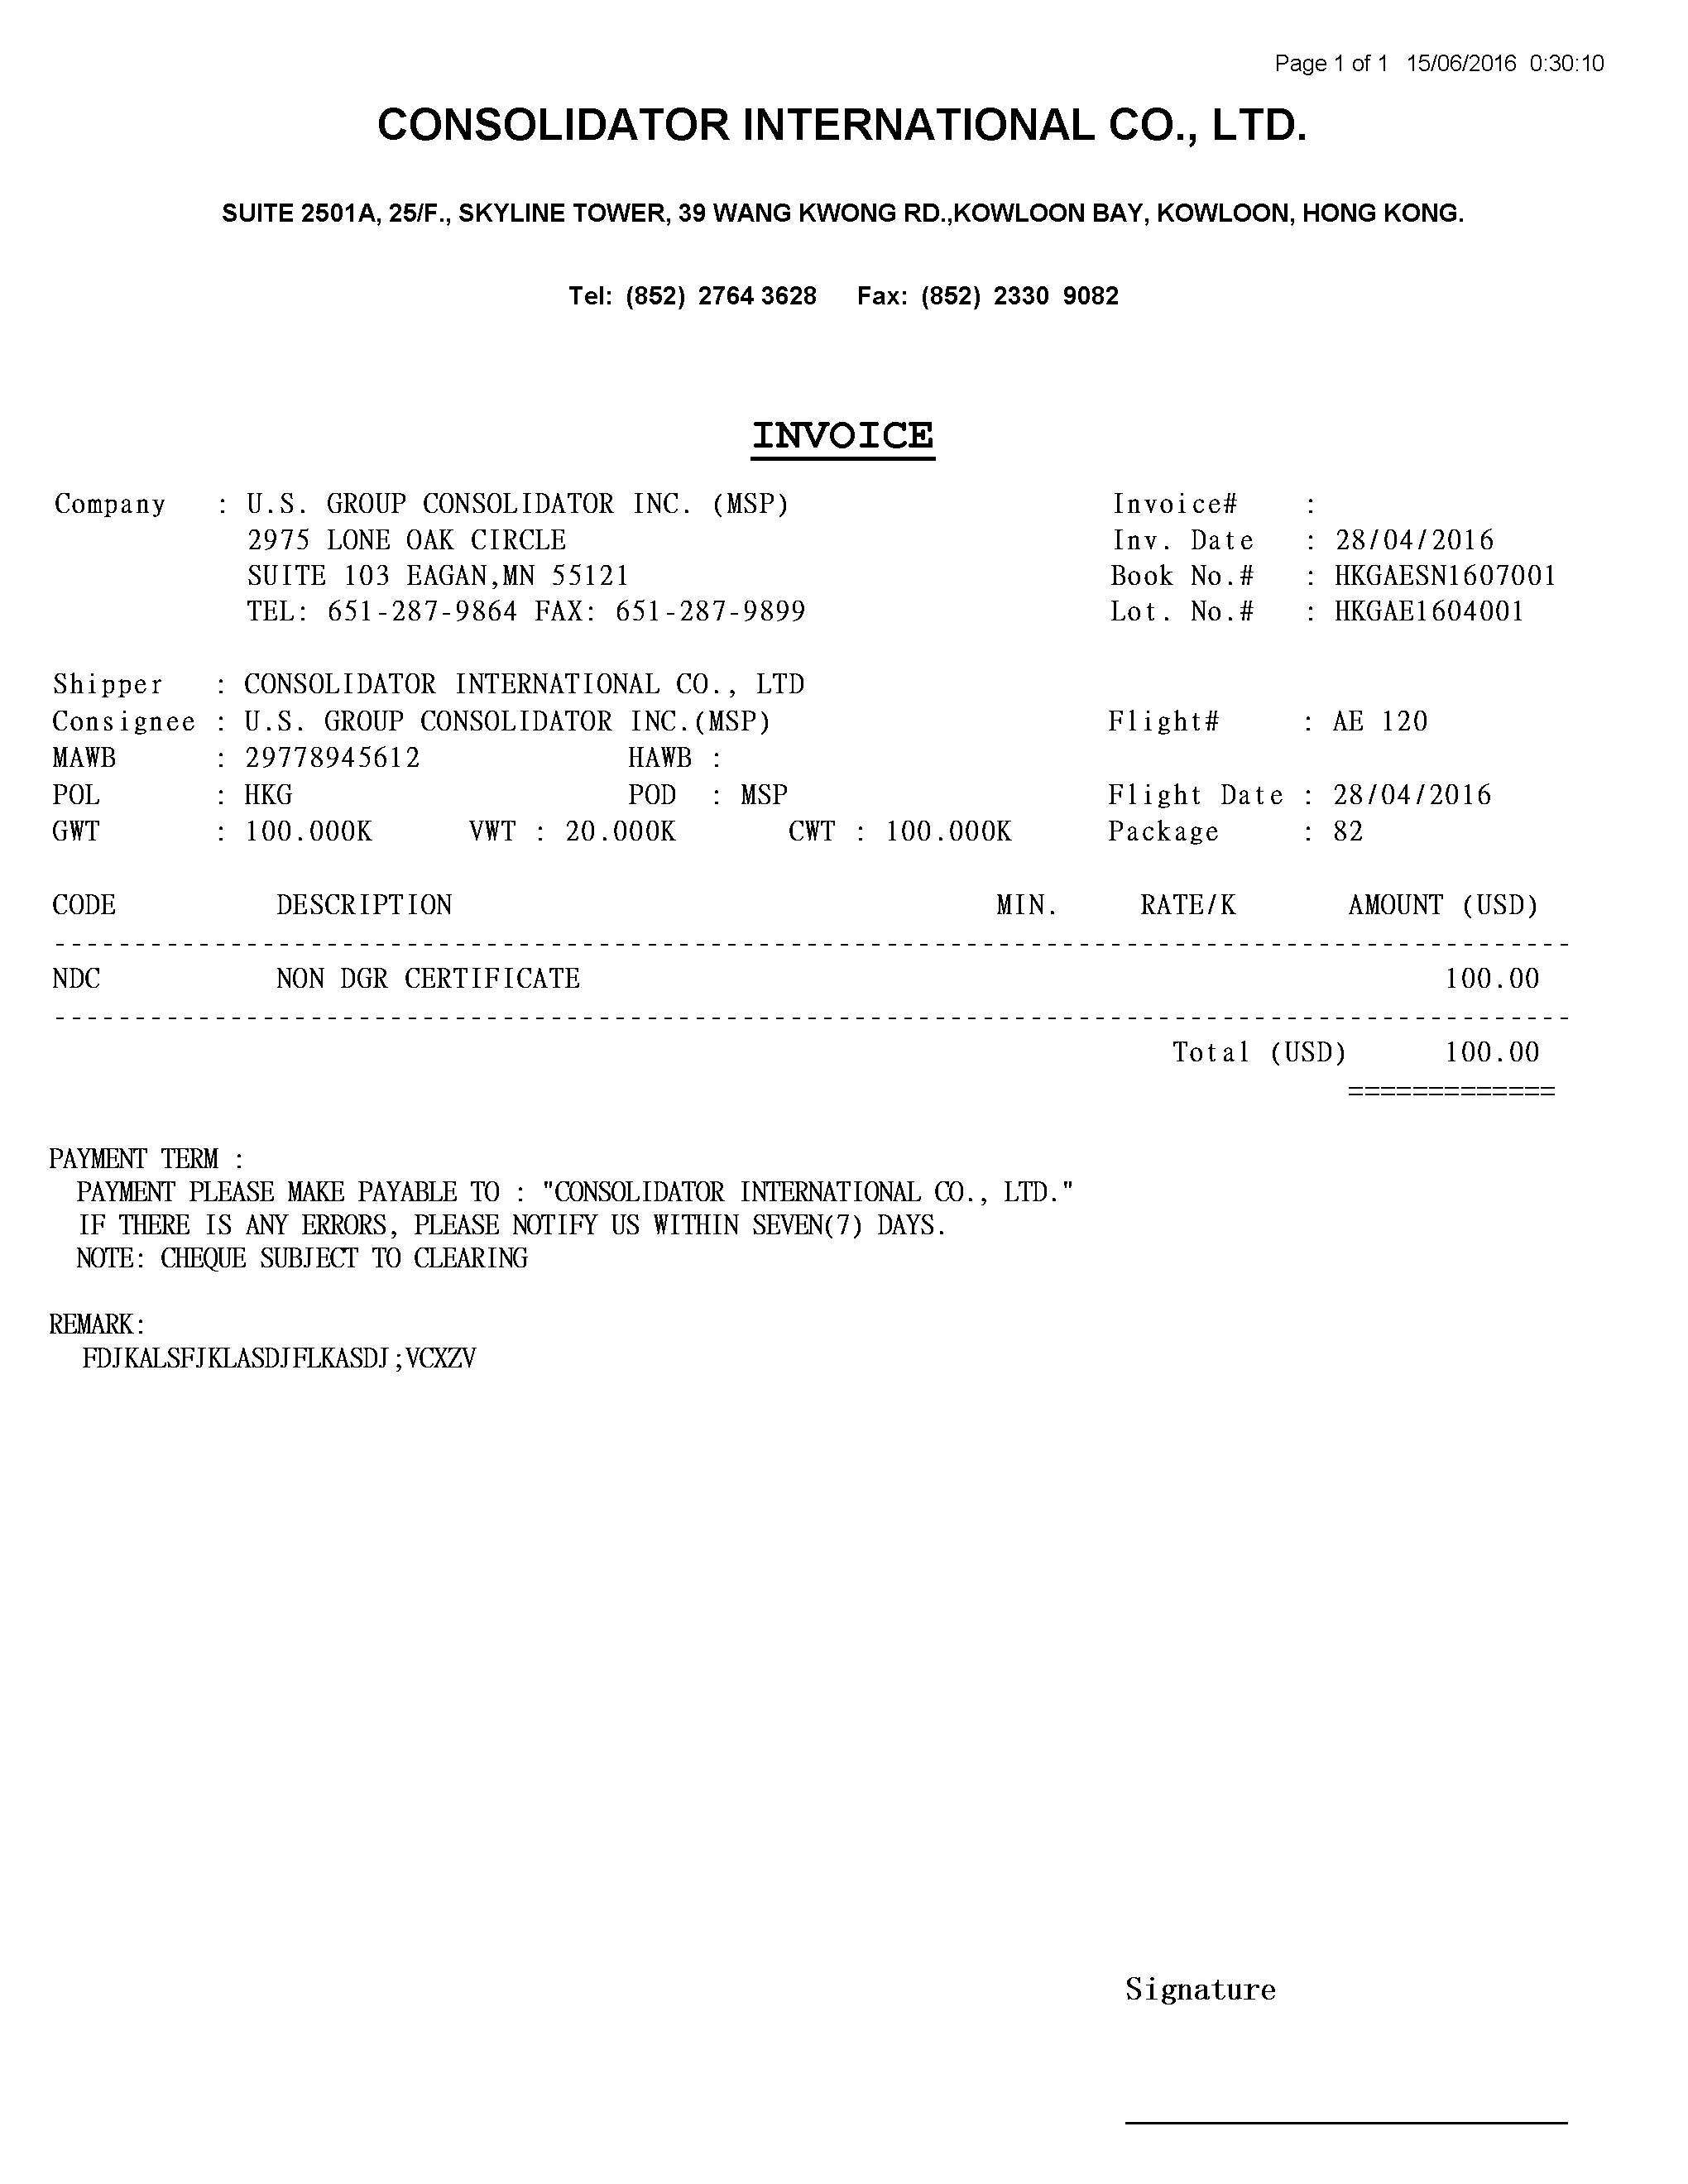 Page 1 of 1 15/06/2016 0:30:10
CONSOLIDATOR INTERNATIONAL CO., LTD.
SUITE 2501A, 25/F., SKYLINE TOWER, 39 WANG KWONG RD.,KOWLOON BAY, KOWLOON, HONG KONG.
Tel: (852) 2764 3628 Fax: (852) 2330 9082
INVOICE
Company : U.S. GROUP CONSOLIDATOR INC. (MSP) Invoice# :
2975 LONE OAK CIRCLE Inv. Date : 28/04/2016
SUITE 103 EAGAN,MN 55121 Book No.# : HKGAESN1607001
TEL: 651-287-9864 FAX: 651-287-9899 Lot. No.# : HKGAE1604001
Shipper : CONSOLIDATOR INTERNATIONAL CO., LTD
Consignee : U.S. GROUP CONSOLIDATOR INC.(MSP) Flight# : AE 120
MAWB : 29778945612 HAWB :
POL : HKG POD : MSP Flight Date : 28/04/2016
GWT : 100.000K VWT : 20.000K CWT : 100.000K Package : 82
CODE DESCRIPTION MIN. RATE/K AMOUNT (USD)
NDC NON DGR CERTIFICATE 100.00
Total (USD) 100.00
=============
PAYMENT TERM :
PAYMENT PLEASE MAKE PAYABLE TO : "CONSOLIDATOR INTERNATIONAL CO., LTD."
IF THERE IS ANY ERRORS, PLEASE NOTIFY US WITHIN SEVEN(7) DAYS.
NOTE: CHEQUE SUBJECT TO CLEARING
REMARK:
FDJKALSFJKLASDJFLKASDJ;VCXZV
Signature